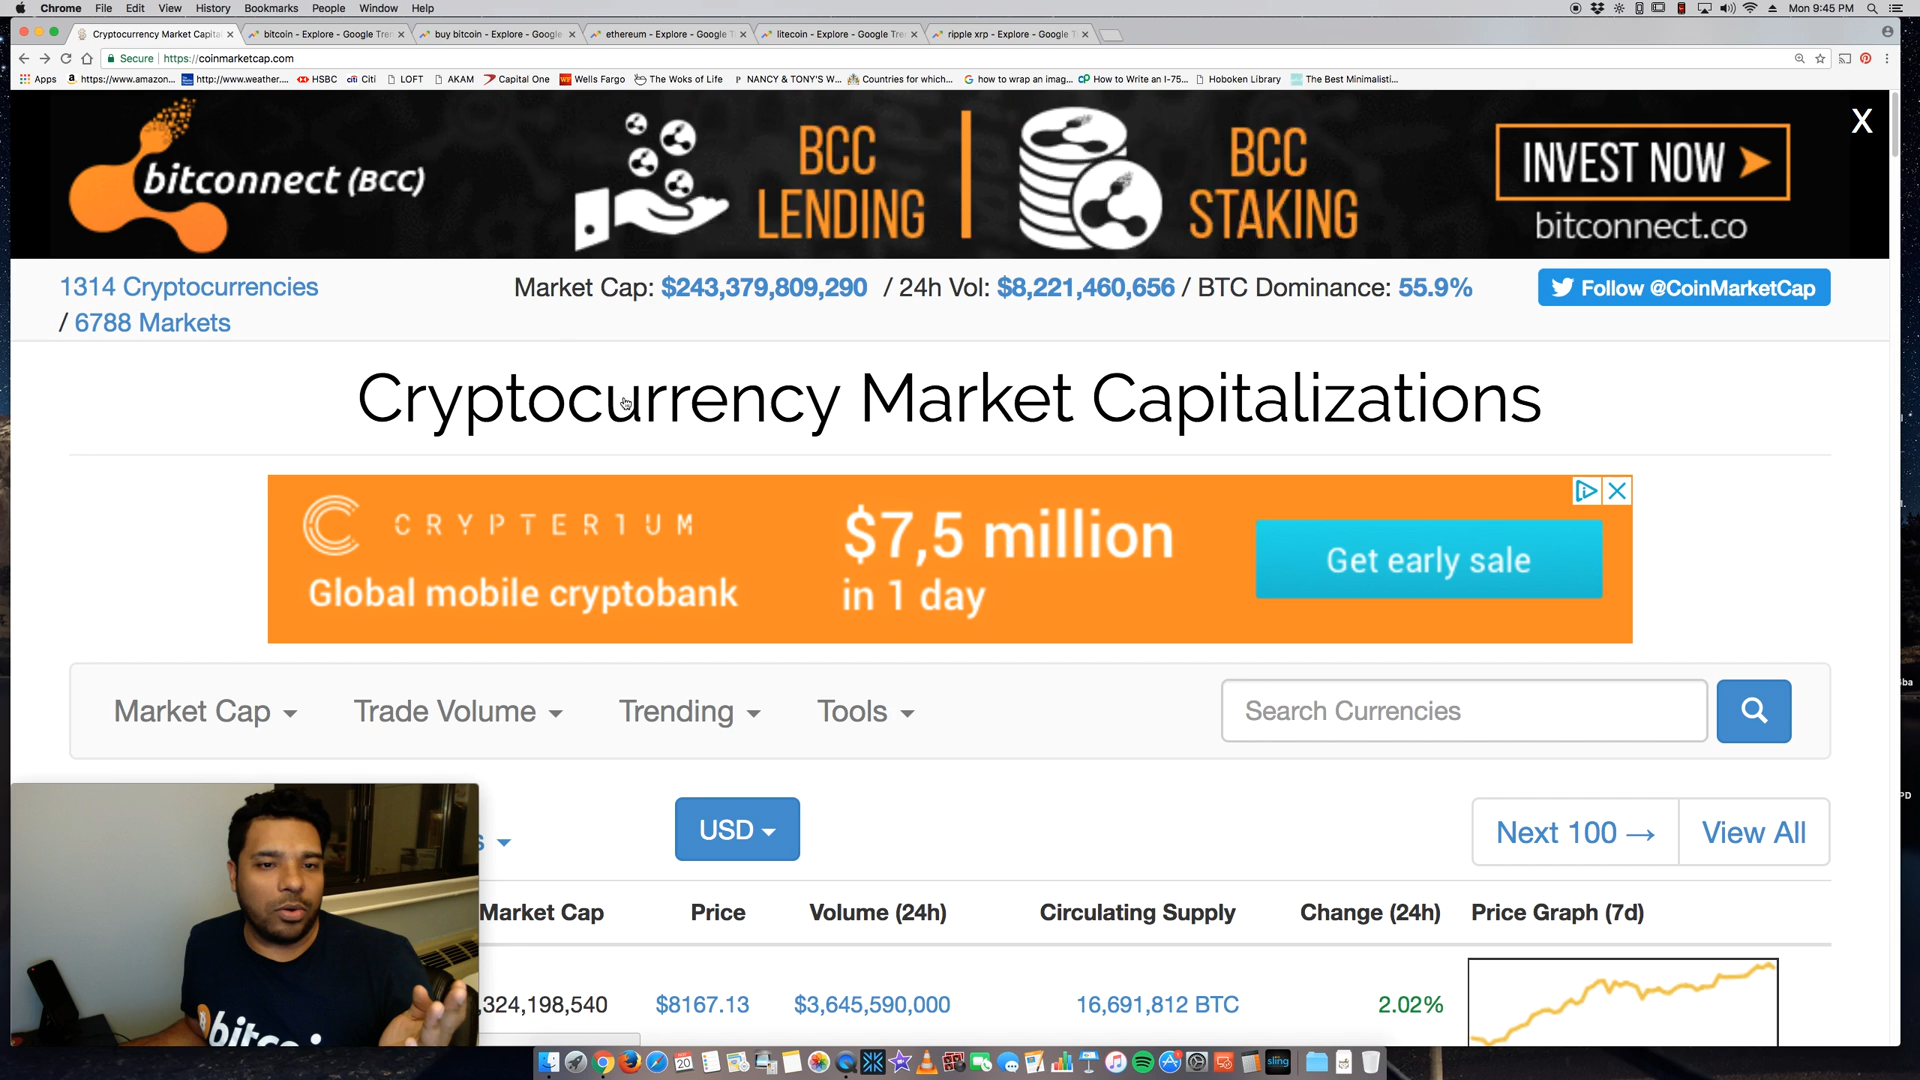 Chrome File Edit View History Bookmarks People Window Help Mon 9:45 PM
Cryptocurrency Market Capital bitcoin - Explore - Google Tren buy bitcoin - Explore - Google ethereum - Explore - Google T litecoin - Explore - Google Tre ripple xrp - Explore - Google T
Secure https://coinmarketcap.com
Apps https://www.amazon... http://www.weather.... HSBC citi Citi LOFT AKAM Capital One Wells Fargo The Woks of Life NANCY & TONY'S W... Countries for which... how to wrap an imag... How to Write an I-75... Hoboken Library The Best Minimalisti...
X
bitconnect (BCC)
BCC
LENDING
BCC
STAKING
INVEST NOW
bitconnect.co
1314 Cryptocurrencies
/ 6788 Markets
Market Cap: $243,379,809,290 / 24h Vol: $8,221,460,656 / BTC Dominance: 55.9%
Follow @CoinMarketCap
Cryptocurrency Market Capitalizations
CRYPTERIUM
Global mobile cryptobank
$7,5 million
in 1 day
Get early sale
Market Cap Trade Volume Trending Tools
Search Currencies
USD
Next 100 → View All
Market Cap Price Volume (24h) Circulating Supply Change (24h) Price Graph (7d)
,324,198,540 $8167.13 $3,645,590,000 16,691,812 BTC 2.02%
bitcoin
20
sling